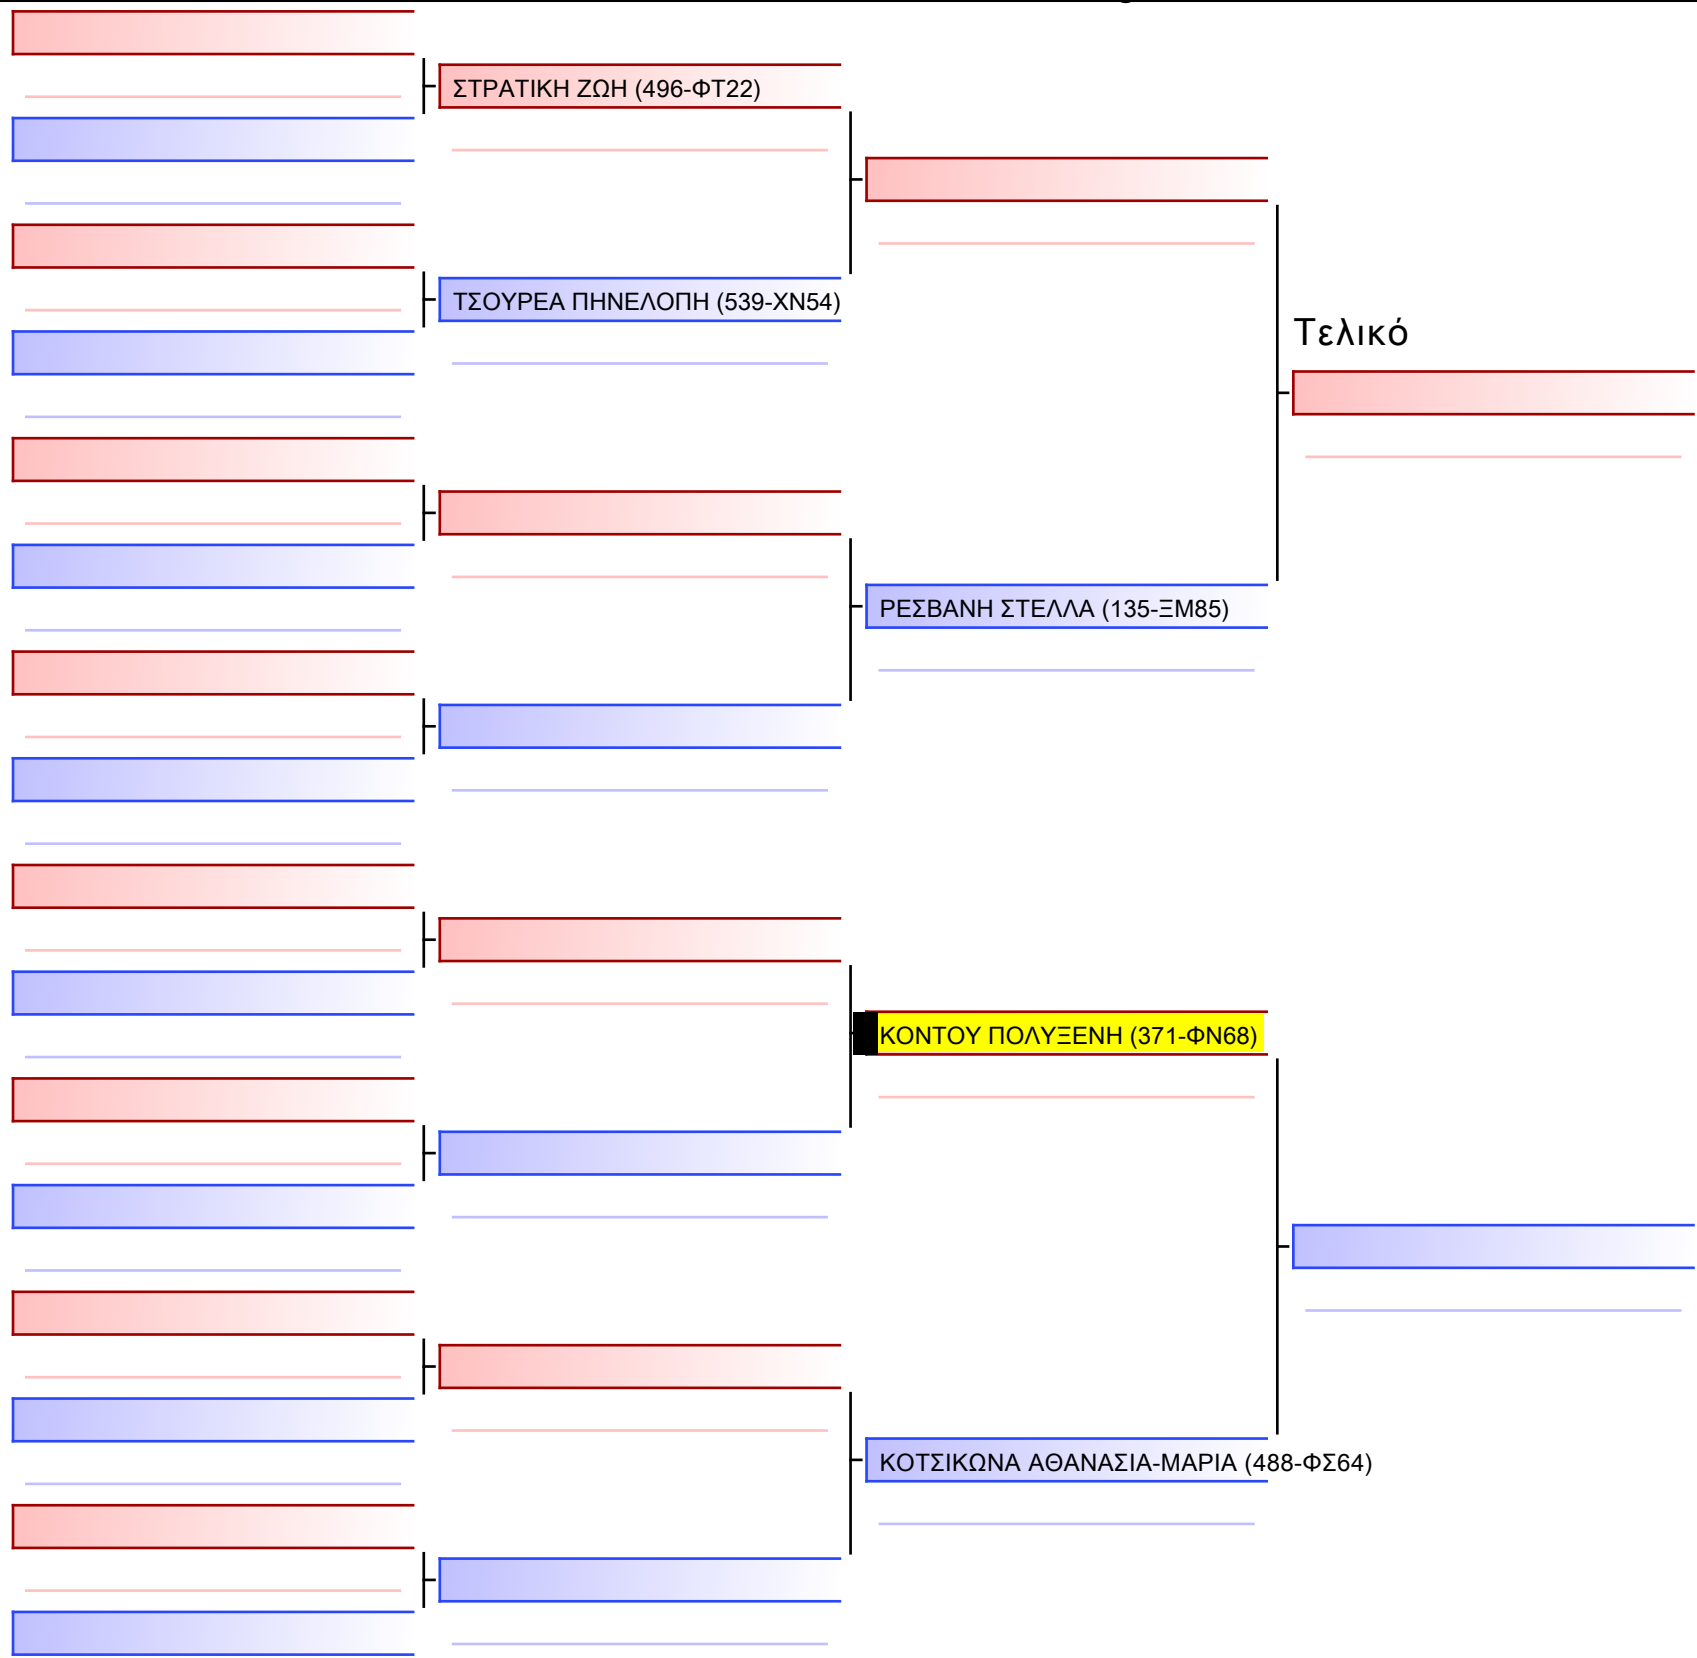 ΣΤΡΑΤΙΚΗ ΖΩΗ (496-ΦΤ22)
ΤΣΟΥΡΕΑ ΠΗΝΕΛΟΠΗ (539-ΧΝ54)
Τελικό
ΡΕΣΒΑΝΗ ΣΤΕΛΛΑ (135-ΞΜ85)
ΚΟΝΤΟΥ ΠΟΛΥΞΕΝΗ (371-ΦΝ68)
ΚΟΤΣΙΚΩΝΑ ΑΘΑΝΑΣΙΑ-ΜΑΡΙΑ (488-ΦΣ64)